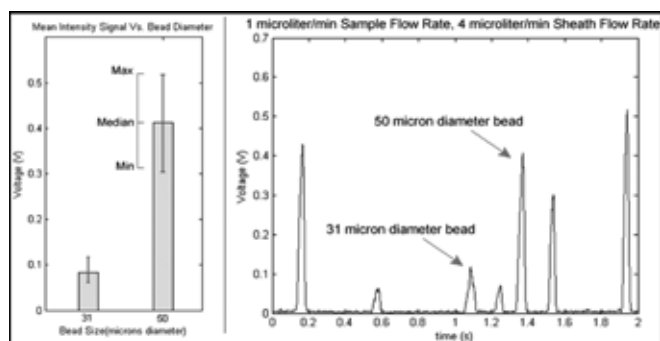 Mean Intensity Signal Vs. Bead Diameter
0.5
0.4
0.3
0.2
0.1
0
Voltage (V)
Max
Median
Min
31 50
Bead Size(microns diameter)
1 microliter/min Sample Flow Rate, 4 microliter/min Sheath Flow Rate
0.7
0.6
0.5
0.4
0.3
0.2
0.1
0
Voltage (V)
50 micron diameter bead
31 micron diameter bead
0 0.2 0.4 0.6 0.8 1 1.2 1.4 1.6 1.8 2
time (s)